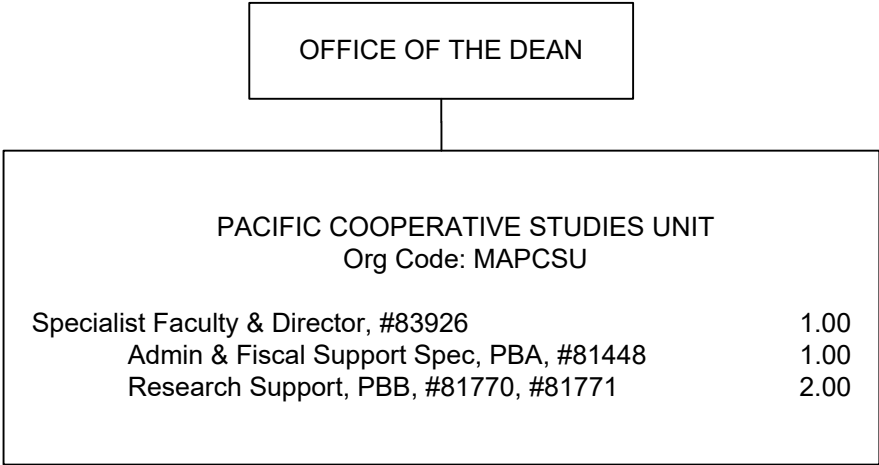 OFFICE OF THE DEAN
PACIFIC COOPERATIVE STUDIES UNIT
Org Code: MAPCSU
Specialist Faculty & Director, #83926 1.00
Admin & Fiscal Support Spec, PBA, #81448 1.00
Research Support, PBB, #81770, #81771 2.00